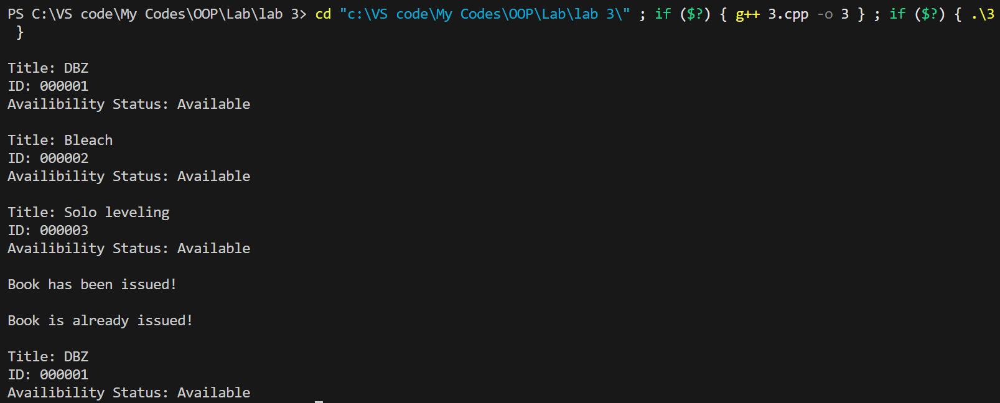 PS C:\VS code\My Codes\OOP\Lab\lab 3> cd "c:\VS code\My Codes\OOP\Lab\lab 3\" ; if ($?) { g++ 3.cpp -o 3 } ; if ($?) { .\3
 }
Title: DBZ
ID: 000001
Availibility Status: Available
Title: Bleach
ID: 000002
Availibility Status: Available
Title: Solo leveling
ID: 000003
Availibility Status: Available
Book has been issued!
Book is already issued!
Title: DBZ
ID: 000001
Availibility Status: Available